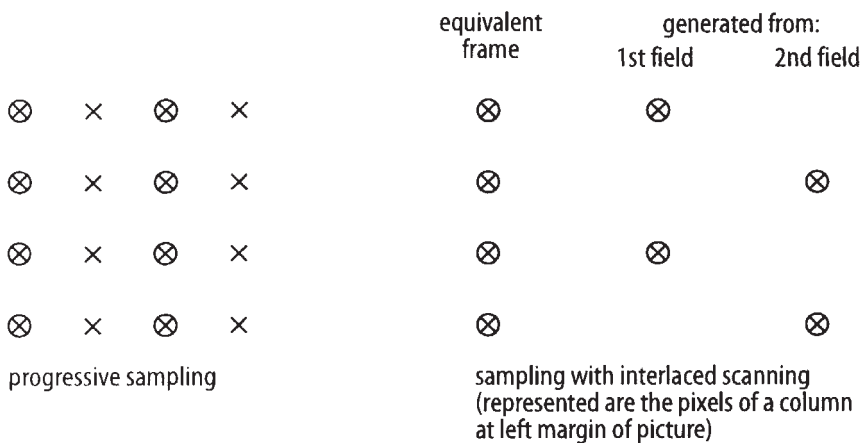 equivalent
frame
generated from:
1st field
2nd field
progressive sampling
sampling with interlaced scanning
(represented are the pixels of a column
at left margin of picture)